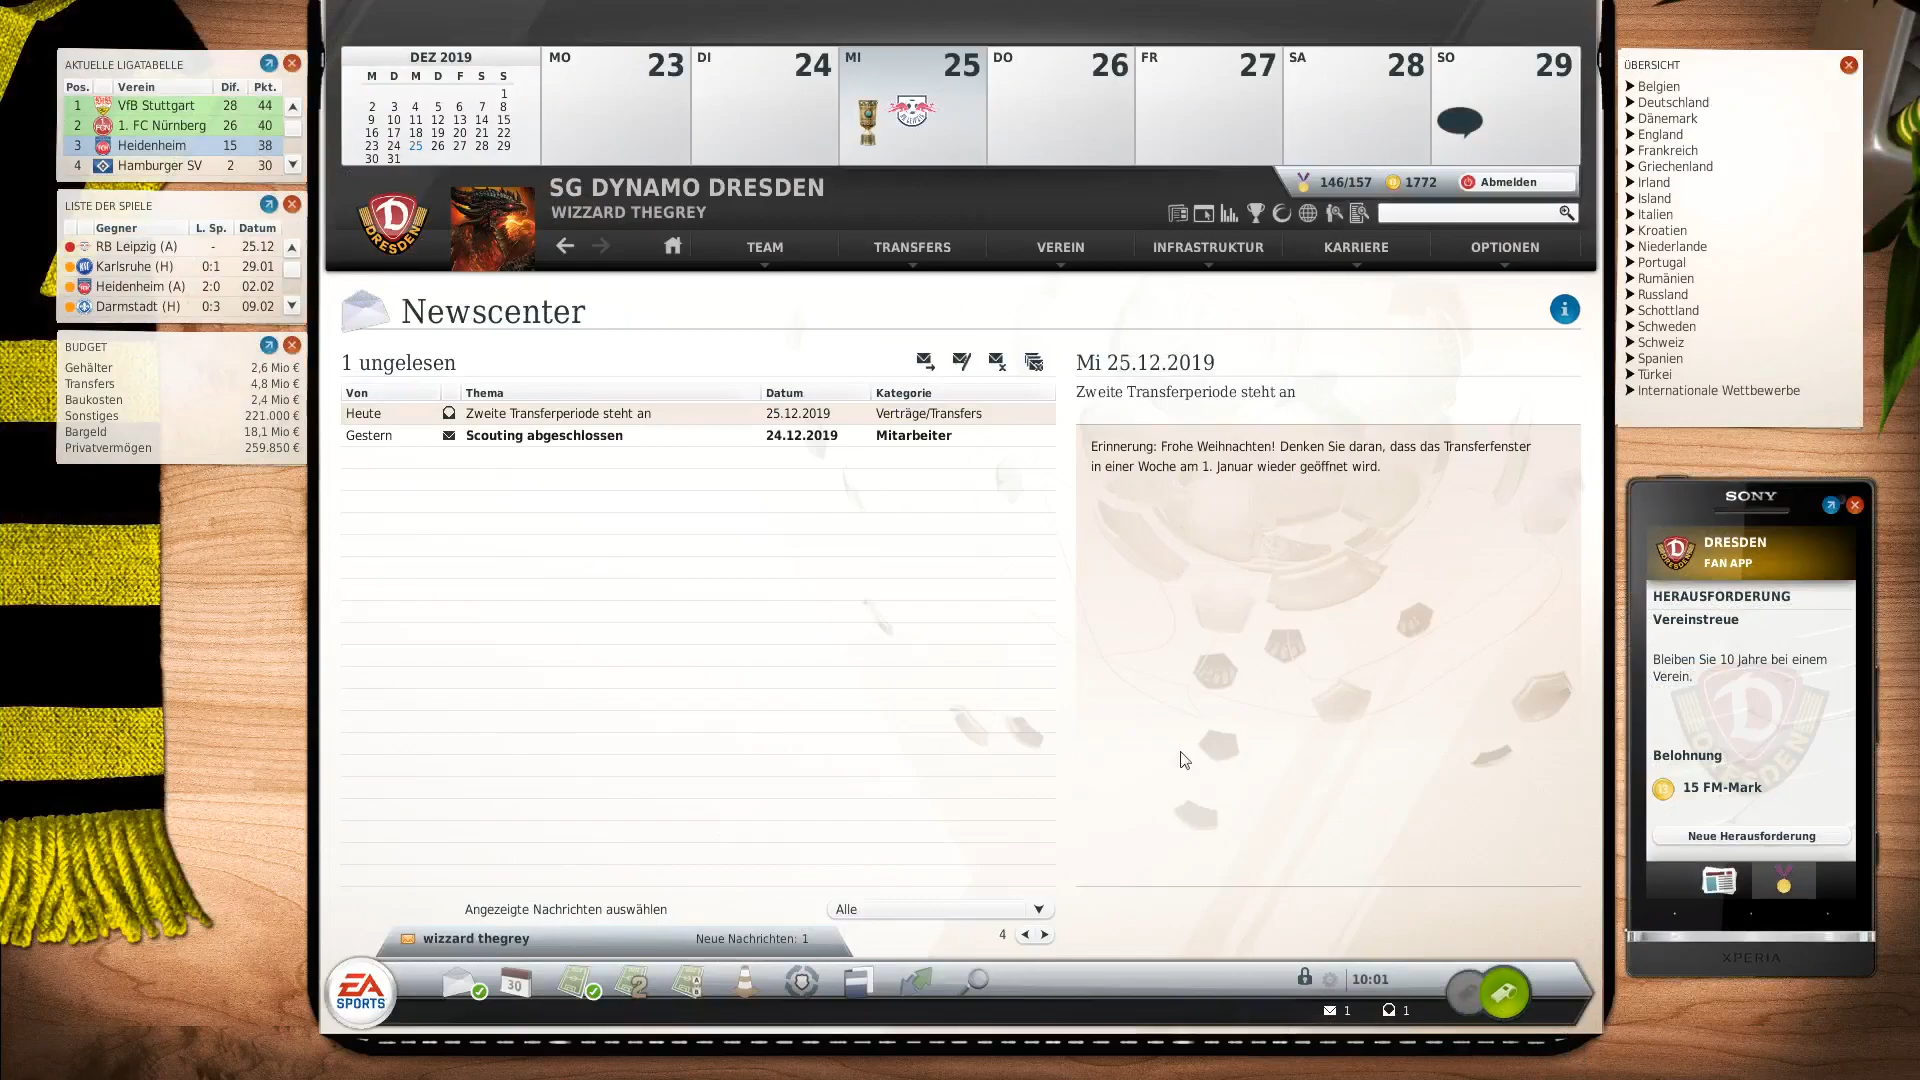 AKTUELLE LIGATABELLE
Pos. Verein Dif. Pkt.
1 VfB Stuttgart 28 44
2 1. FC Nürnberg 26 40
3 Heidenheim 15 38
4 Hamburger SV 2 30
LISTE DER SPIELE
Gegner L. Sp. Datum
RB Leipzig (A) - 25.12
Karlsruhe (H) 0:1 29.01
Heidenheim (A) 2:0 02.02
Darmstadt (H) 0:3 09.02
BUDGET
Gehälter 2,6 Mio €
Transfers 4,8 Mio €
Baukosten 2,4 Mio €
Sonstiges 221.000 €
Bargeld 18,1 Mio €
Privatvermögen 259.850 €
DEZ 2019
M D M D F S S
1
2 3 4 5 6 7 8
9 10 11 12 13 14 15
16 17 18 19 20 21 22
23 24 25 26 27 28 29
30 31
MO 23 DI 24 MI 25 DO 26 FR 27 SA 28 SO 29
146/157 1772 Abmelden
SG DYNAMO DRESDEN
WIZZARD THEGREY
D
DRESDEN
TEAM TRANSFERS VEREIN INFRASTRUKTUR KARRIERE OPTIONEN
Newscenter
1 ungelesen
Von Thema Datum Kategorie
Heute Zweite Transferperiode steht an 25.12.2019 Verträge/Transfers
Gestern Scouting abgeschlossen 24.12.2019 Mitarbeiter
Mi 25.12.2019
Zweite Transferperiode steht an
Erinnerung: Frohe Weihnachten! Denken Sie daran, dass das Transferfenster
in einer Woche am 1. Januar wieder geöffnet wird.
Angezeigte Nachrichten auswählen Alle
4
wizzard thegrey Neue Nachrichten: 1
EA
SPORTS
30
2
10:01
1 1
ÜBERSICHT
Belgien
Deutschland
Dänemark
England
Frankreich
Griechenland
Irland
Island
Italien
Kroatien
Niederlande
Portugal
Rumänien
Russland
Schottland
Schweden
Schweiz
Spanien
Türkei
Internationale Wettbewerbe
SONY
DRESDEN
FAN APP
HERAUSFORDERUNG
Vereinstreue
Bleiben Sie 10 Jahre bei einem
Verein.
Belohnung
15 FM-Mark
Neue Herausforderung
XPERIA